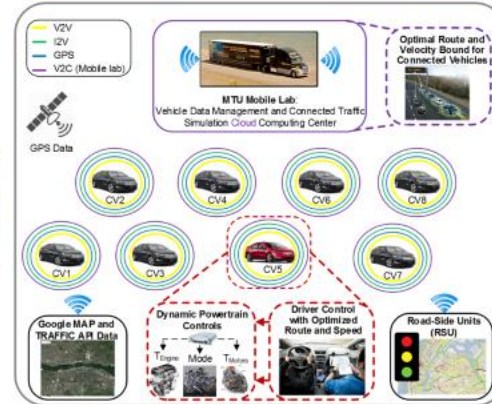 V2V
I2V
GPS
V2C (Mobile lab)
GPS Data
MTU Mobile Lab:
Vehicle Data Management and Connected Traffic
Simulation Cloud Computing Center
Optimal Route and
Velocity Bound for
Connected Vehicles
CV2
CV4
CV6
CV8
CV1
CV3
CV5
CV7
Google MAP and
TRAFFIC API Data
Dynamic Powertrain
Controls
TEngine
Mode
TMotors
Driver Control
with Optimized
Route and Speed
Road-Side Units
(RSU)